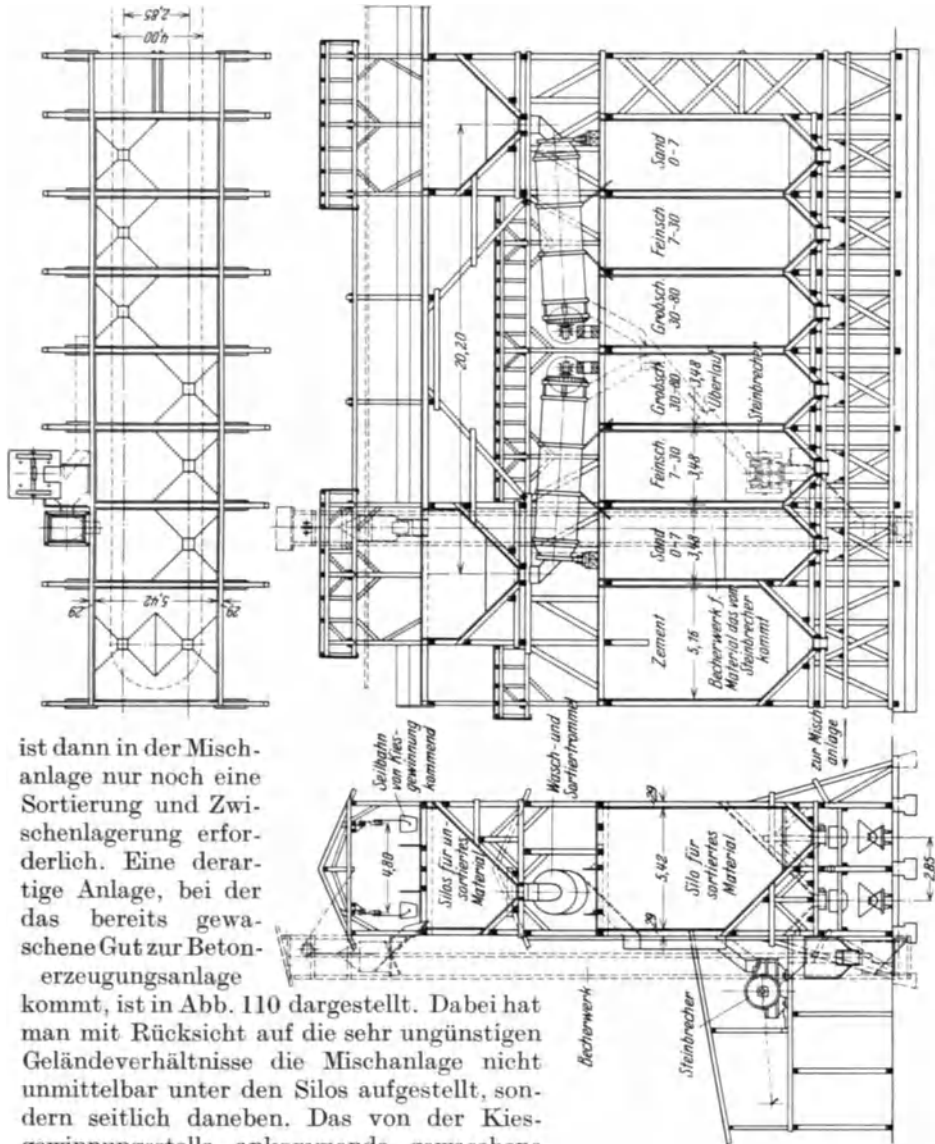 2,85
4,00
29
5,42
29
20,20
Sand
0-7
Feinsch.
7-30
Grobsch.
30-80
Grobsch.
30-80
3,48
Überlauf
Steinbrecher
Feinsch.
7-30
3,48
Sand
0-7
3,48
Zement
5,76
Becherwerk f.
Material das vom
Steinbrecher
kommt
Seilbahn
von Kies-
gewinnung
kommend
Wasch-und
Sortiertrommel
zur Misch
anlage
4,80
Silos für un-
sortiertes
Material
29
5,42
29
Silo für
sortiertes
Material
2,85
Becherwerk
Steinbrecher
ist dann in der Misch-
anlage nur noch eine
Sortierung und Zwi-
schenlagerung erfor-
derlich. Eine derar-
tige Anlage, bei der
das bereits gewa-
schene Gut zur Beton-
erzeugungsanlage
kommt, ist in Abb. 110 dargestellt. Dabei hat
man mit Rücksicht auf die sehr ungünstigen
Geländeverhältnisse die Mischanlage nicht
unmittelbar unter den Silos aufgestellt, son-
dern seitlich daneben. Das von der Kies-
gewinnungsstelle ankommende gewaschene